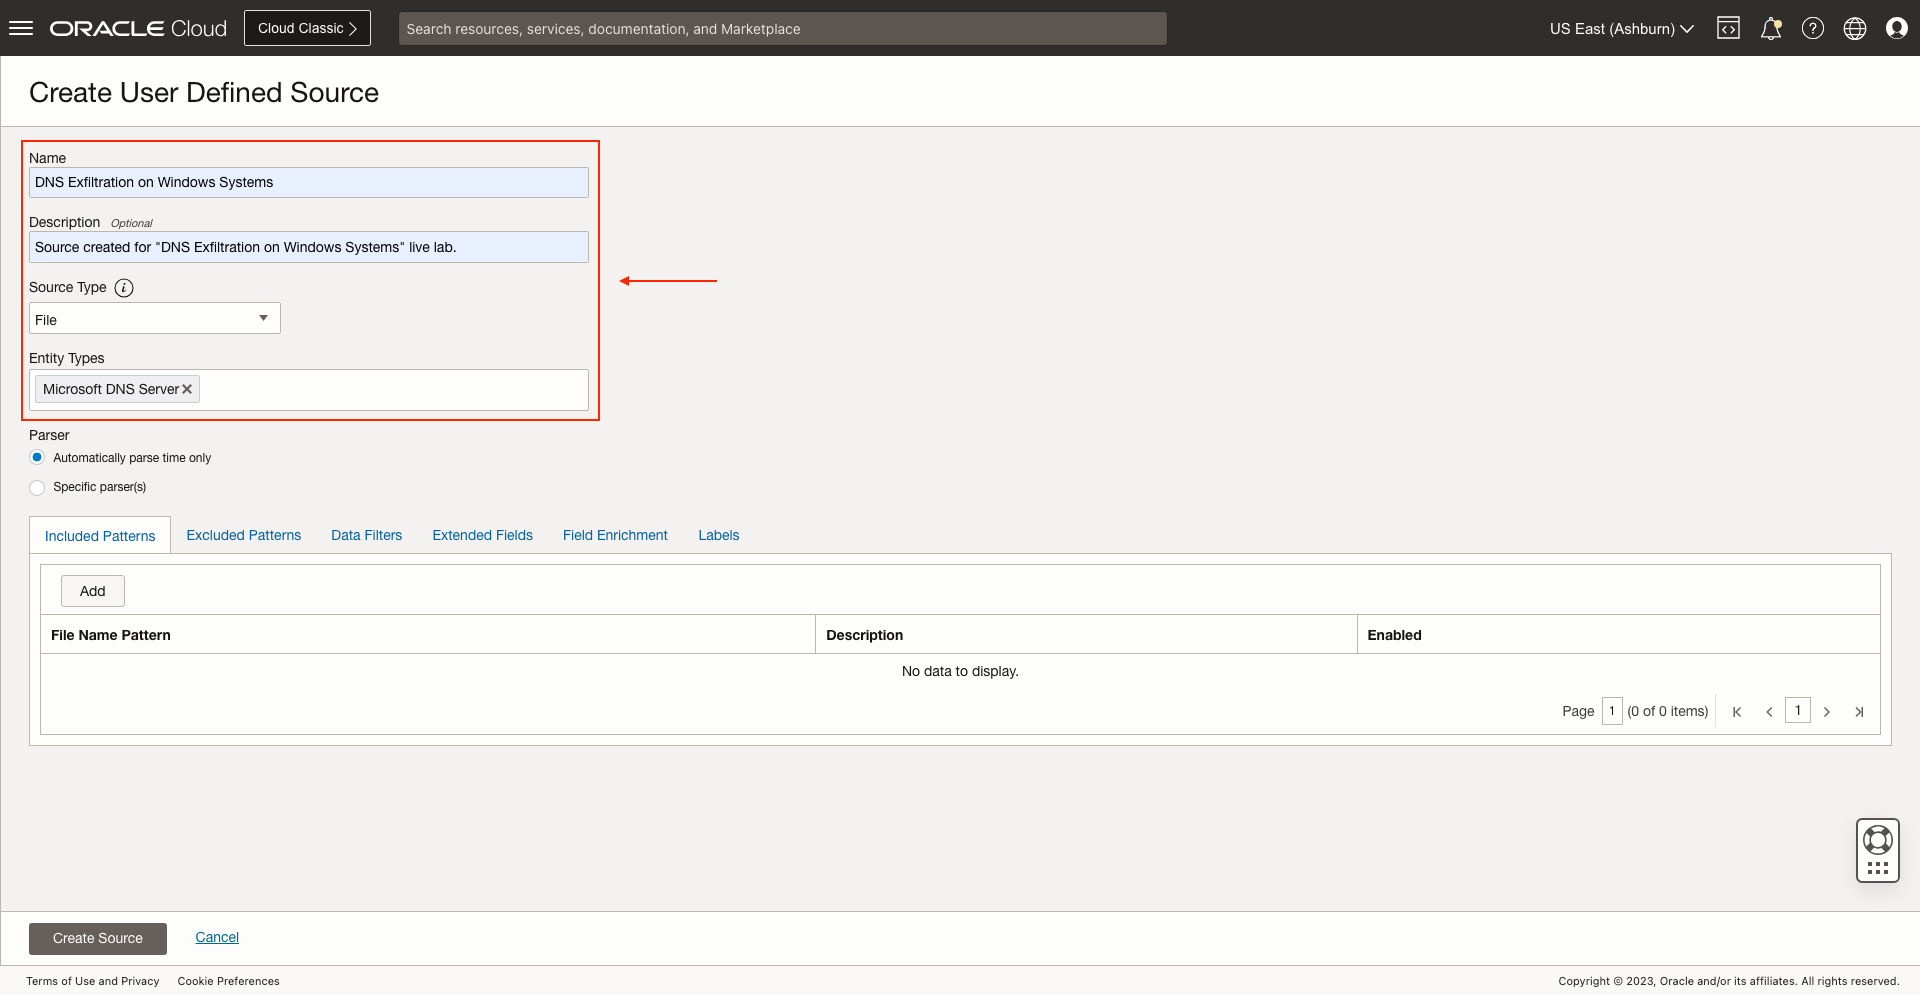 ORACLE Cloud
Cloud Classic
Search resources, services, documentation, and Marketplace
US East (Ashburn)
Create User Defined Source
Name
DNS Exfiltration on Windows Systems
Description Optional
Source created for "DNS Exfiltration on Windows Systems" live lab.
Source Type i
File
Entity Types
Microsoft DNS Server
Parser
Automatically parse time only
Specific parser(s)
Included Patterns Excluded Patterns Data Filters Extended Fields Field Enrichment Labels
Add
File Name Pattern Description Enabled
No data to display.
Page 1 (0 of 0 items) 1
Create Source Cancel
Terms of Use and Privacy Cookie Preferences
Copyright © 2023, Oracle and/or its affiliates. All rights reserved.